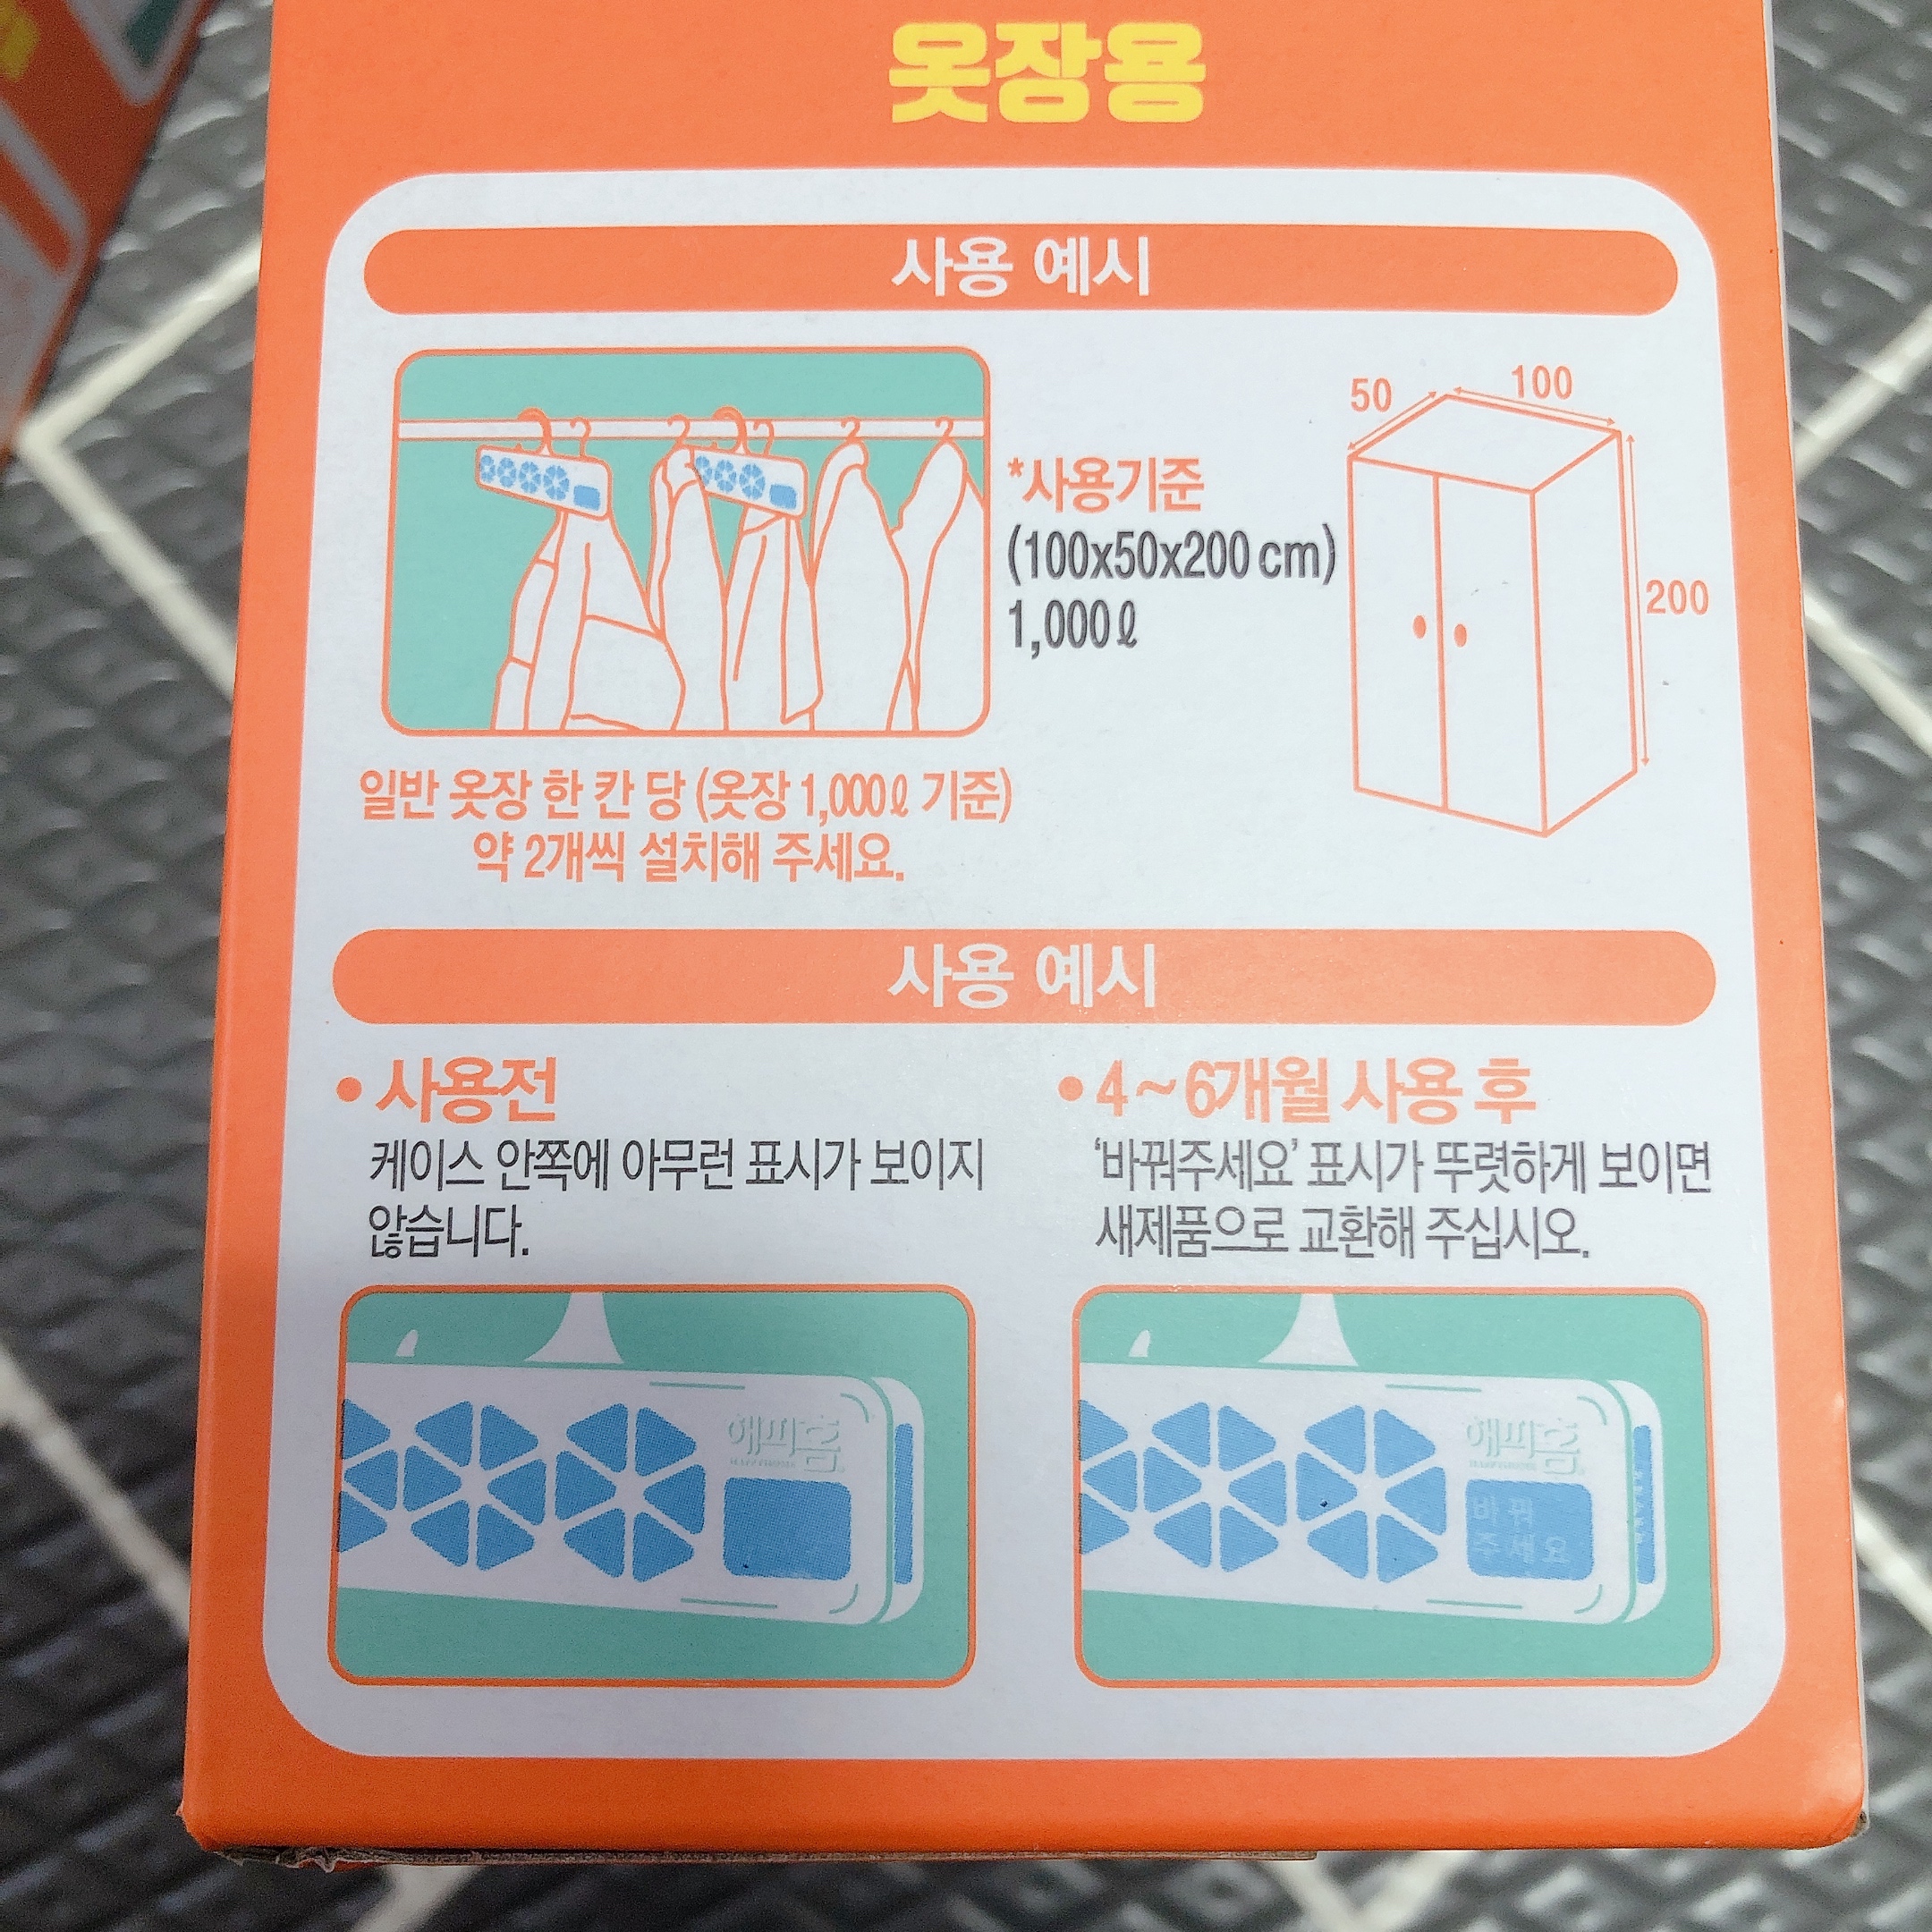 옷장용
사용 예시
50
100
200
*사용기준
(100x50x200 cm)
1,000ℓ
일반 옷장 한 칸 당 (옷장 1,000ℓ 기준)
약 2개씩 설치해 주세요.
사용 예시
• 사용전
케이스 안쪽에 아무런 표시가 보이지
않습니다.
해피홈
• 4~6개월 사용 후
‘바꿔주세요’ 표시가 뚜렷하게 보이면
새제품으로 교환해 주십시오.
해피홈
바꿔
주세요